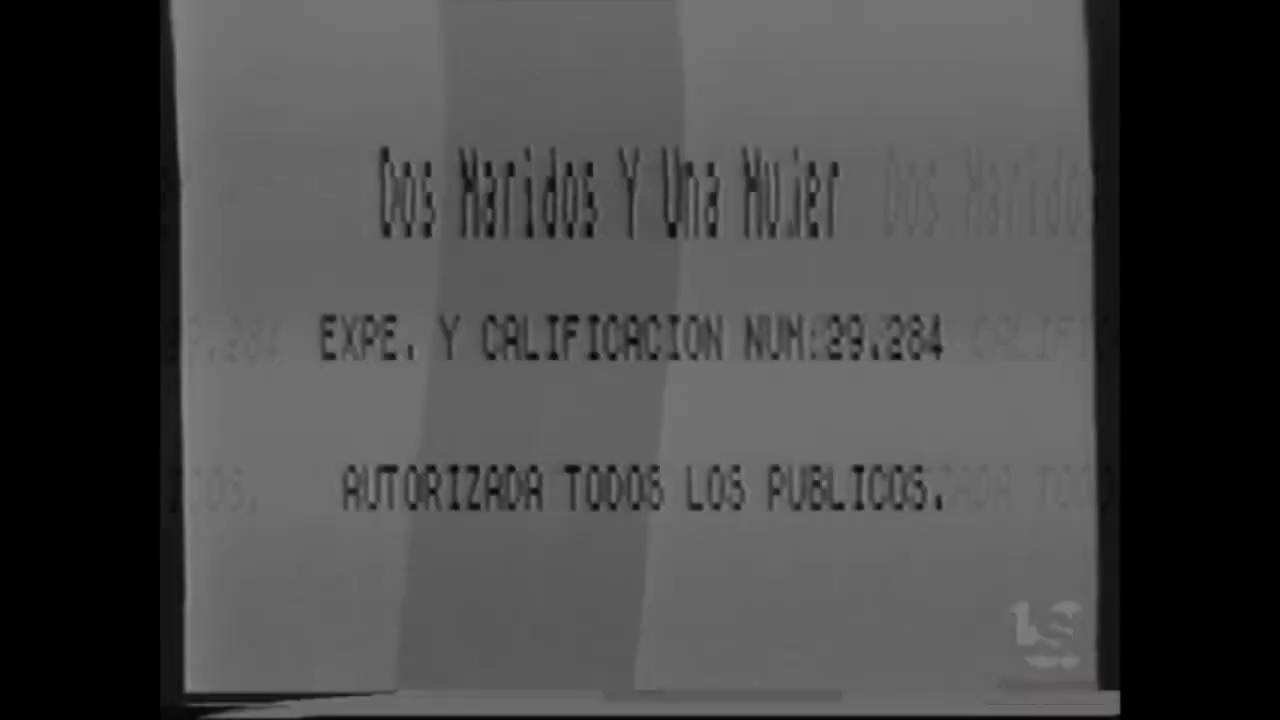 Dos Maridos Y Una Mujer
EXPE. Y CALIFICACION NUM:29.284
AUTORIZADA TODOS LOS PUBLICOS.